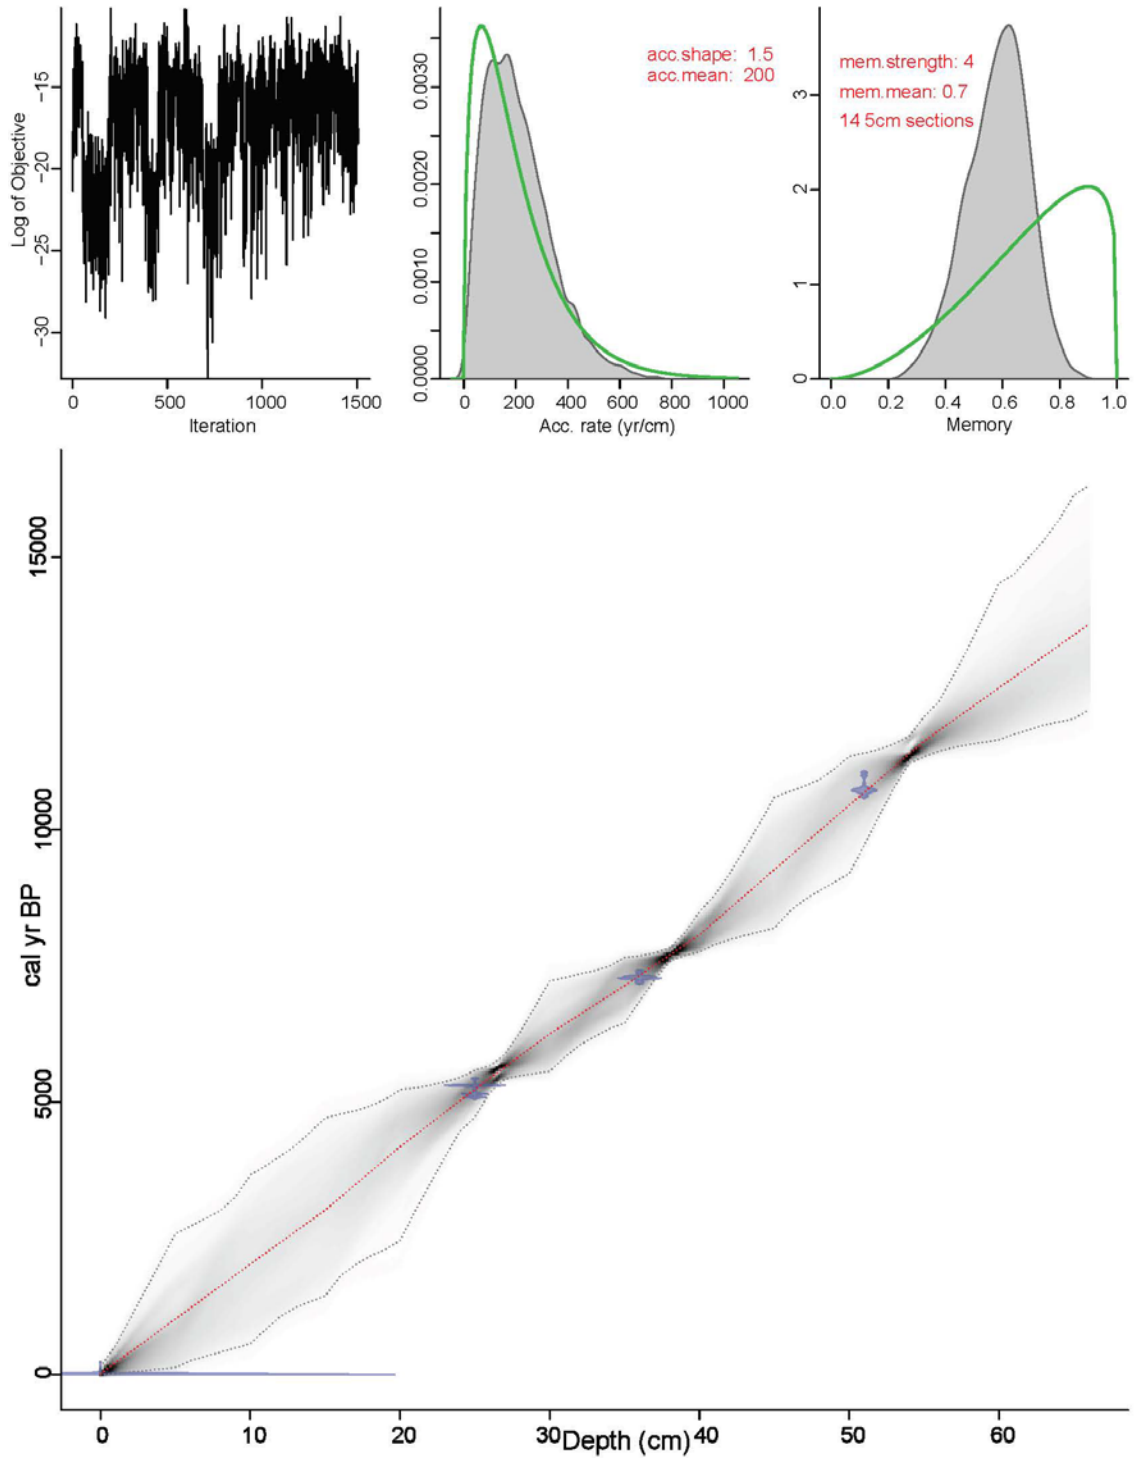 Log of Objective
−15
−20
−25
−30
0 500 1000 1500
Iteration
acc.shape: 1.5
acc.mean: 200
0.0030
0.0020
0.0010
0.0000
0 200 400 600 800 1000
Acc. rate (yr/cm)
mem.strength: 4
mem.mean: 0.7
14 5cm sections
3
2
1
0
0.0 0.2 0.4 0.6 0.8 1.0
Memory
cal yr BP
15000
10000
5000
0
0 10 20 30 40 50 60
Depth (cm)